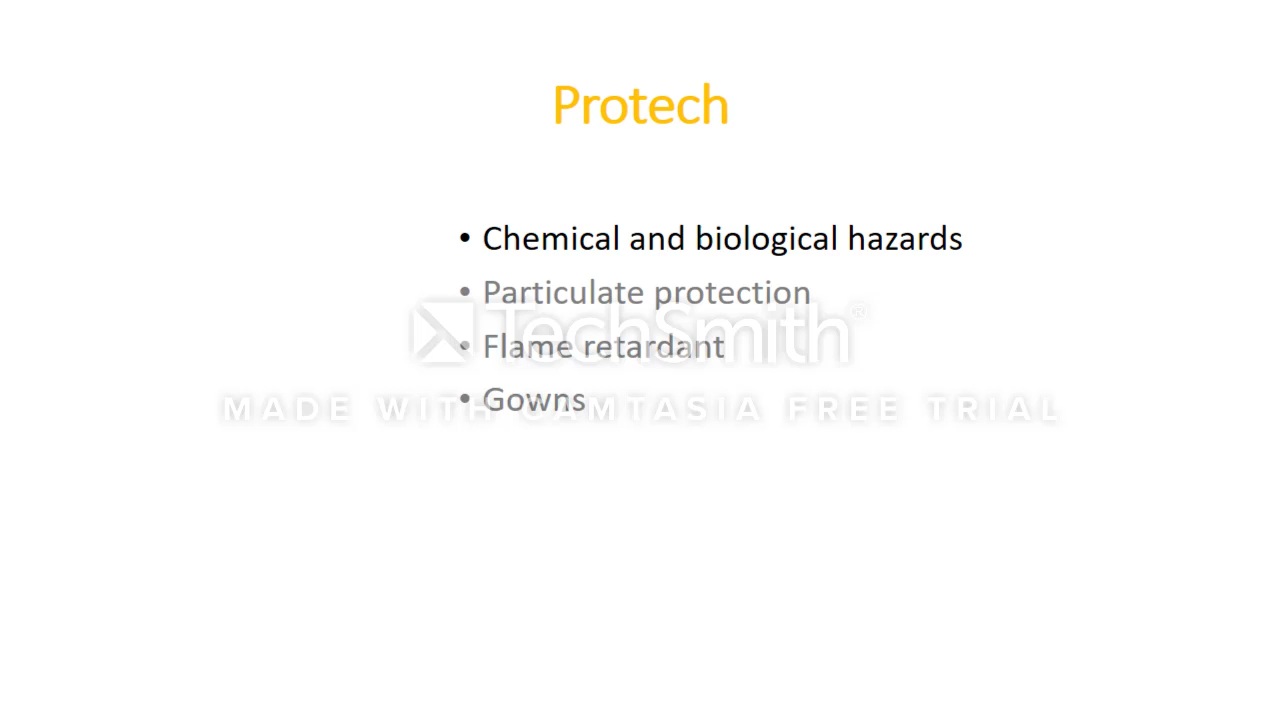 Protech
• Chemical and biological hazards
• Particulate protection
TechSmith®
• Flame retardant
• Gowns
MADE WITH CAMTASIA FREE TRIAL